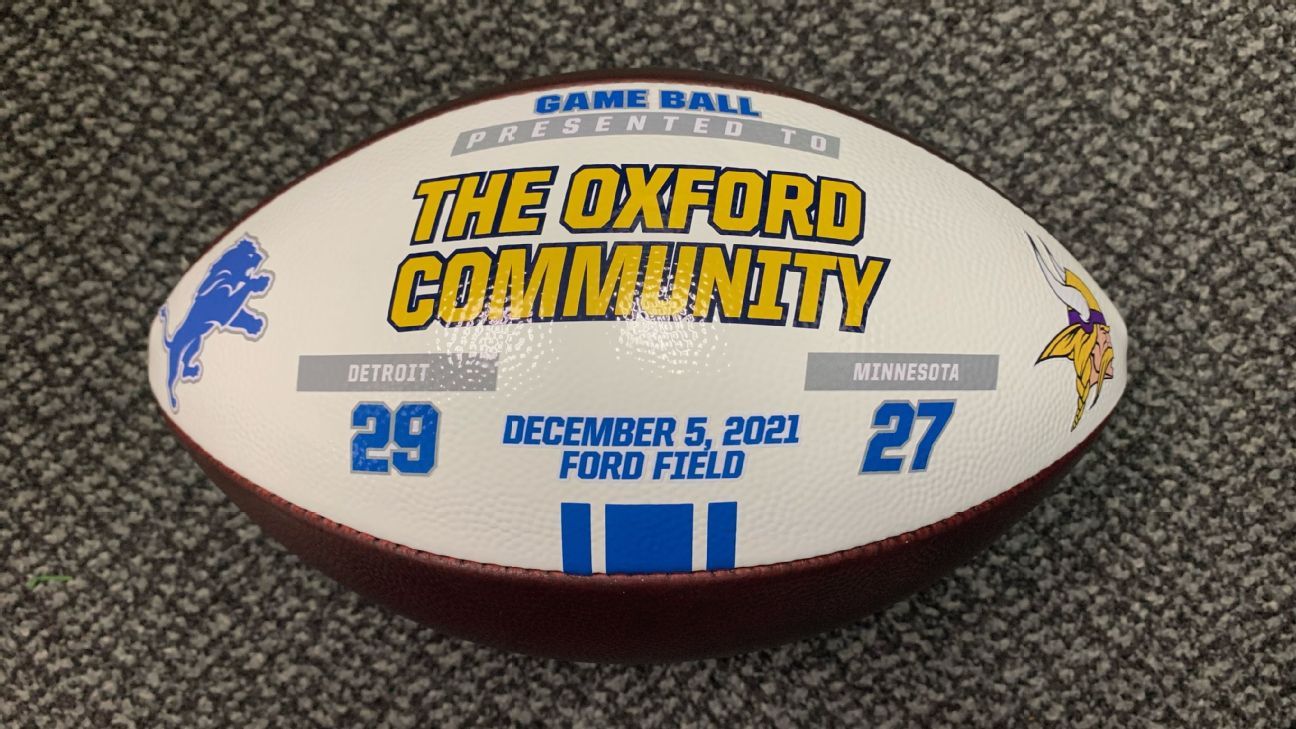 GAME BALL
PRESENTED TO
THE OXFORD
COMMUNITY
DETROIT
29
MINNESOTA
27
DECEMBER 5, 2021
FORD FIELD